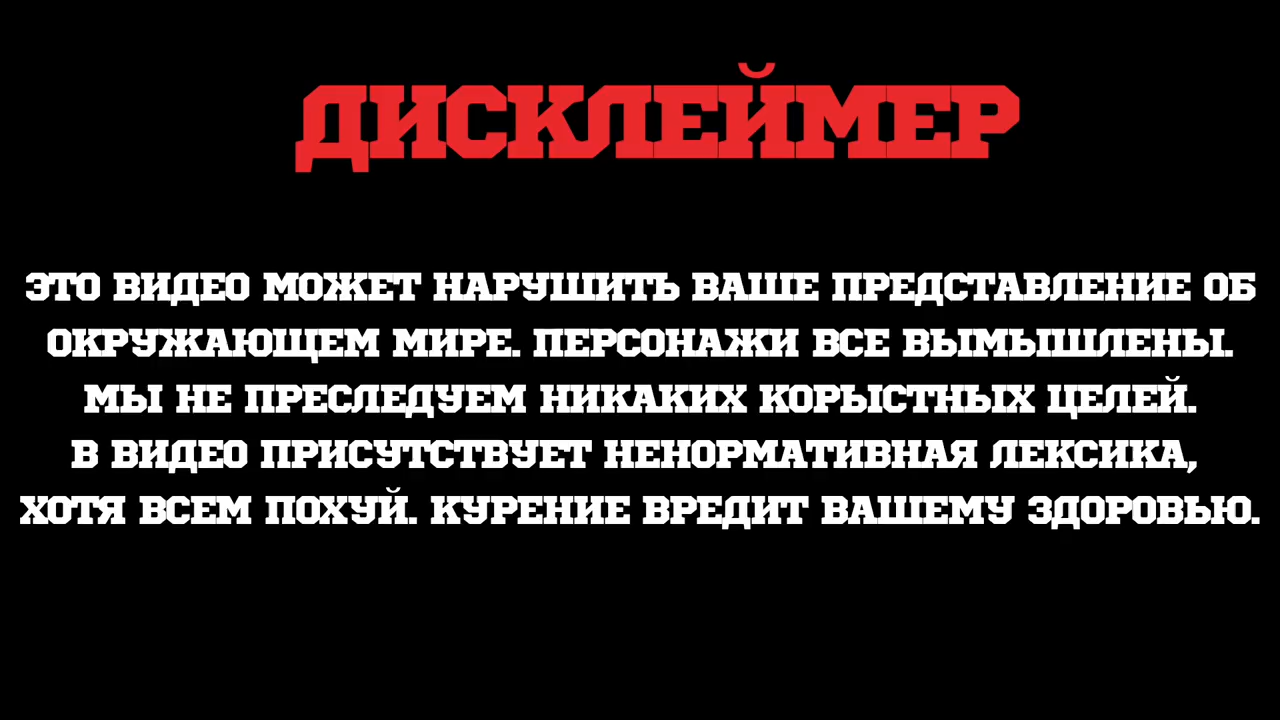 ДИСКЛЕЙМЕР
ЭТО ВИДЕО МОЖЕТ НАРУШИТЬ ВАШЕ ПРЕДСТАВЛЕНИЕ ОБ
ОКРУЖАЮЩЕМ МИРЕ. ПЕРСОНАЖИ ВСЕ ВЫМЫШЛЕНЫ.
МЫ НЕ ПРЕСЛЕДУЕМ НИКАКИХ КОРЫСТНЫХ ЦЕЛЕЙ.
В ВИДЕО ПРИСУТСТВУЕТ НЕНОРМАТИВНАЯ ЛЕКСИКА,
ХОТЯ ВСЕМ ПОХУЙ. КУРЕНИЕ ВРЕДИТ ВАШЕМУ ЗДОРОВЬЮ.